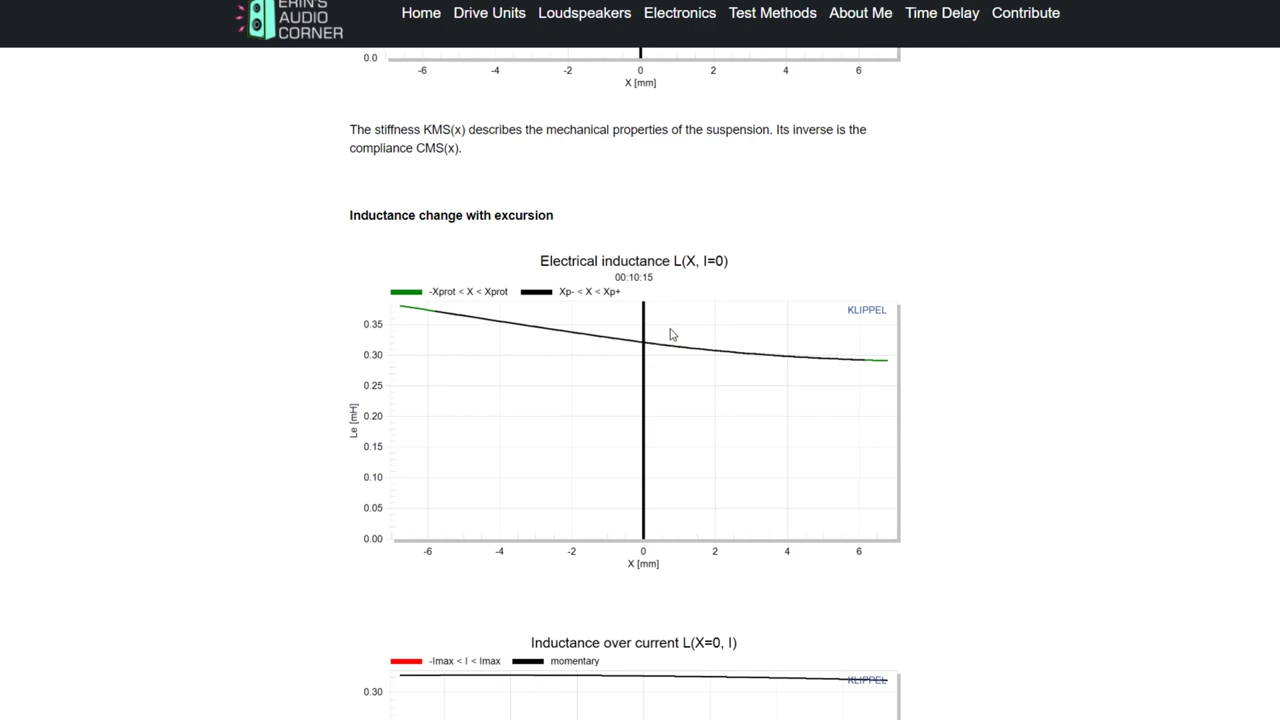 ERIN'S
AUDIO
CORNER
Home Drive Units Loudspeakers Electronics Test Methods About Me Time Delay Contribute
0.0
-6 -4 -2 0 2 4 6
X [mm]
The stiffness KMS(x) describes the mechanical properties of the suspension. Its inverse is the
compliance CMS(x).
Inductance change with excursion
Electrical inductance L(X, I=0)
00:10:15
-Xprot < X < Xprot Xp- < X < Xp+
KLIPPEL
0.35
0.30
0.25
0.20
0.15
0.10
0.05
0.00
Le [mH]
-6 -4 -2 0 2 4 6
X [mm]
Inductance over current L(X=0, I)
-Imax < I < Imax momentary
KLIPPEL
0.30